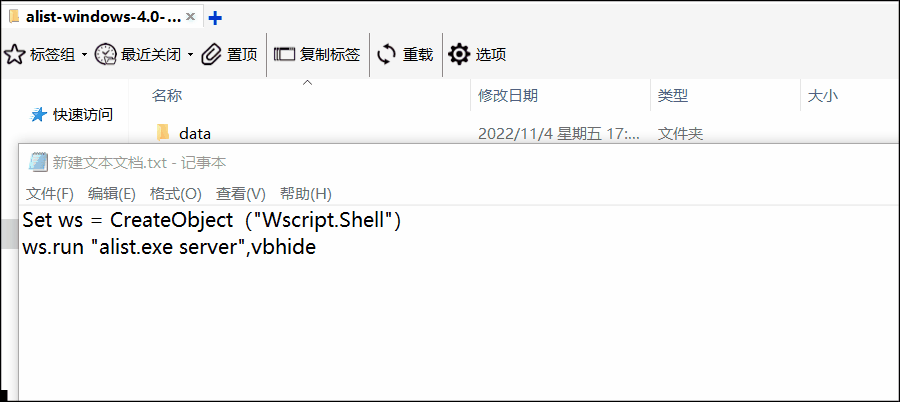 alist-windows-4.0-...
标签组 最近关闭 置顶 复制标签 重载 选项
名称 修改日期 类型 大小
快速访问
data 2022/11/4 星期五 17:... 文件夹
新建文本文档.txt - 记事本
文件(F) 编辑(E) 格式(O) 查看(V) 帮助(H)
Set ws = CreateObject（"Wscript.Shell"）
ws.run "alist.exe server",vbhide